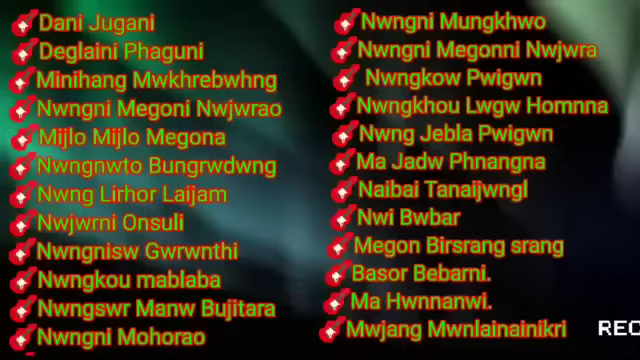 Dani Jugani
Deglaini Phaguni
Minihang Mwkhrebwhng
Nwngni Megoni Nwjwrao
Mijlo Mijlo Megona
Nwngnwto Bungrwdwng
Nwng Lirhor Laijam
Nwjwrni Onsuli
Nwngnisw Gwrwnthi
Nwngkou mablaba
Nwngswr Manw Bujitara
Nwngni Mohorao
Nwngni Mungkhwo
Nwngni Megonni Nwjwra
Nwngkow Pwigwn
Nwngkhou Lwgw Homnna
Nwng Jebla Pwigwn
Ma Jadw Phnangna
Naibai Tanaijwngl
Nwi Bwbar
Megon Birsrang srang
Basor Bebarni.
Ma Hwnnanwi.
Mwjang Mwnlainainikri
REC